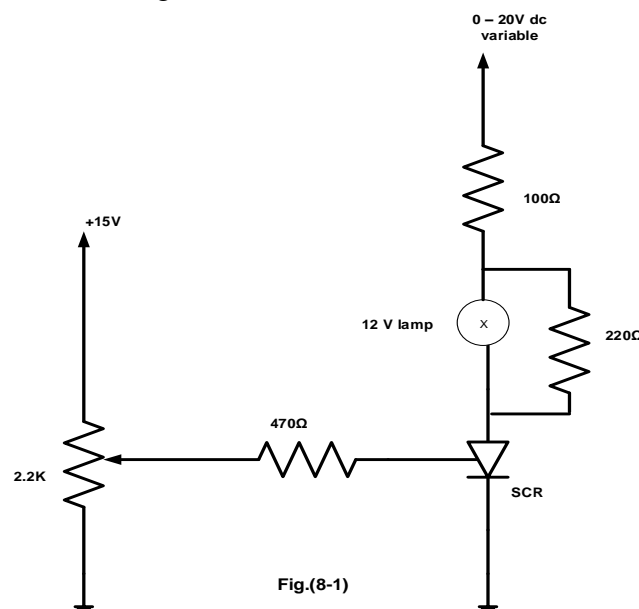 0 – 20V dc
variable
100Ω
+15V
12 V lamp
X
220Ω
470Ω
2.2K
SCR
Fig.(8-1)